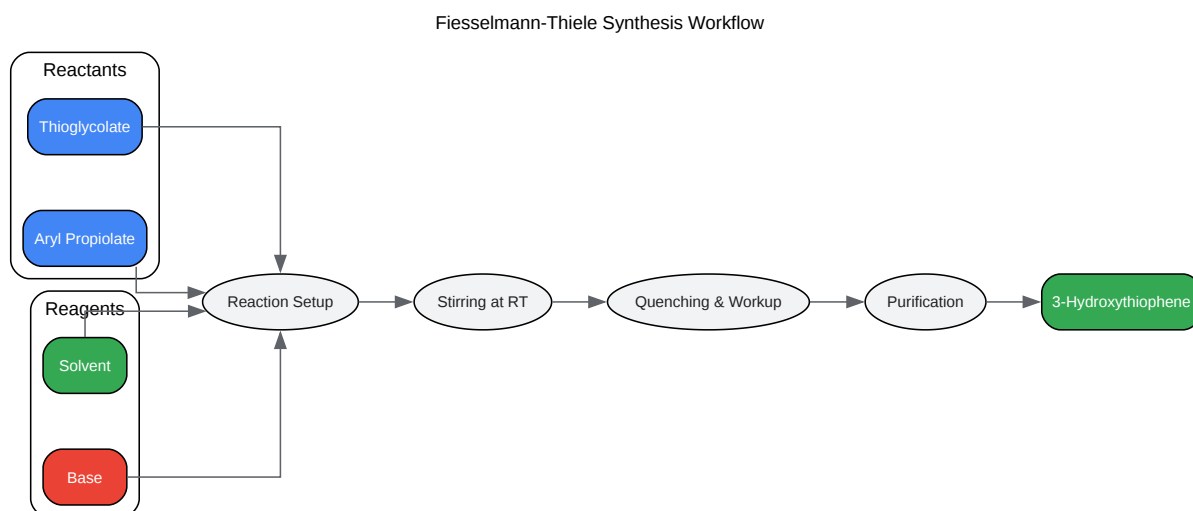 Fiesselmann-Thiele Synthesis Workflow
Reactants
Thioglycolate
Aryl Propiolate
Reagents
Solvent
Base
Reaction Setup
Stirring at RT
Quenching & Workup
Purification
3-Hydroxythiophene